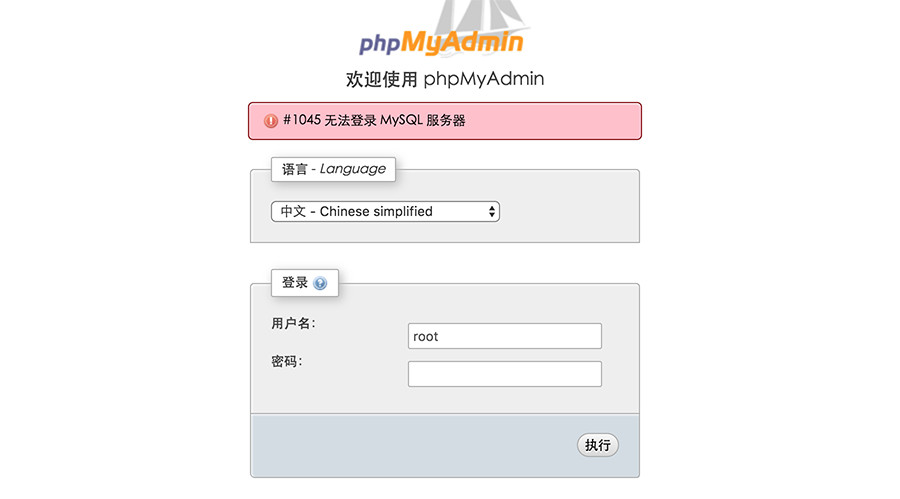 phpMyAdmin
欢迎使用 phpMyAdmin
#1045 无法登录 MySQL 服务器
语言 - Language
中文 - Chinese simplified
登录
用户名：
root
密码：
执行